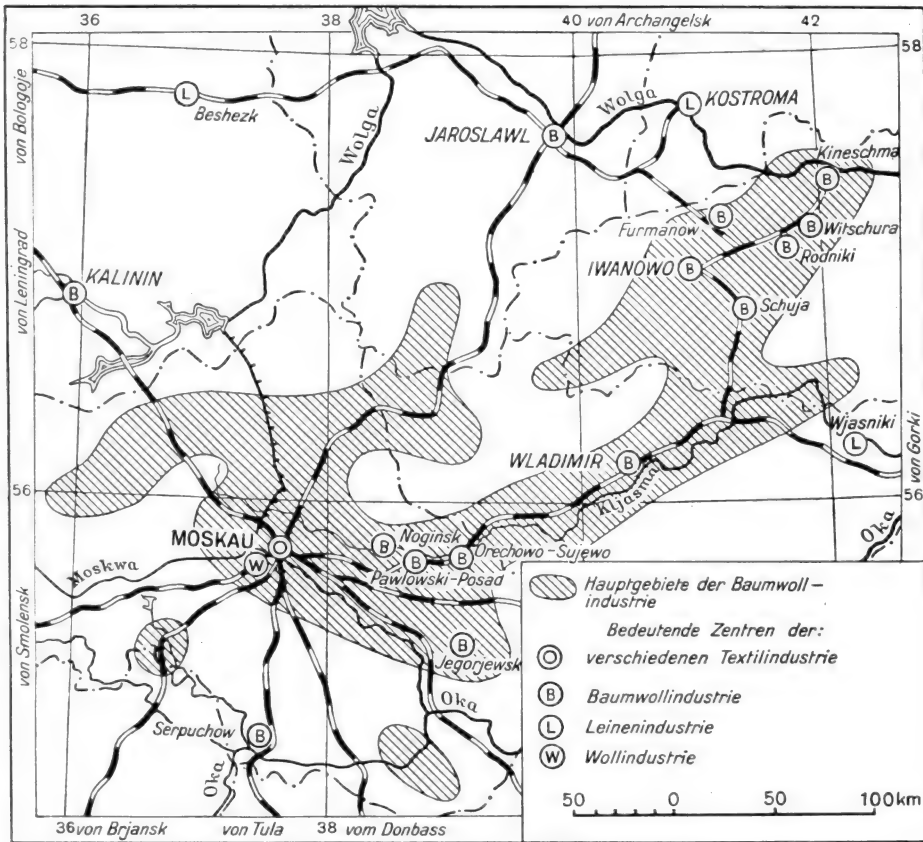 38
40
von Archangelsk
42
58
36
58
von Bologoje
Beshezk
L
Wolga
JAROSLAWL
B
Wolga
L
KOSTROMA
Kineschma
B
Furmanow
B
B
Witschura
B
Rodniki
von Leningrad
KALININ
B
IWANOWO
B
Schuja
B
Wjasniki
L
von Gorki
WLADIMIR
B
Kljasma
56
56
MOSKAU
Noginsk
B
Orechowo-Sujewo
B
B
Pawlowski-Posad
W
Moskwa
Oka
von Smolensk
B
Jegorjewsk
Oka
Serpuchow
B
Oka
36
von Brjansk
von Tula
38
vom Donbass
Hauptgebiete der Baumwoll-
industrie
Bedeutende Zentren der:
verschiedenen Textilindustrie
B
Baumwollindustrie
L
Leinenindustrie
W
Wollindustrie
50
0
50
100km